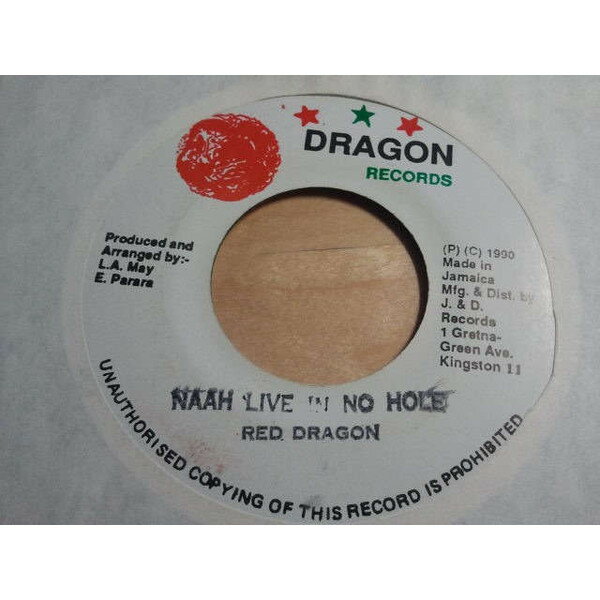 DRAGON
RECORDS
Produced and
Arranged by:-
L.A. May
E. Parara
(P) (C) 1990
Made in
Jamaica
Mfg. & Dist. by
J. & D.
Records
1 Gretna-
Green Ave.
Kingston 11
NAAH LIVE IN NO HOLE
RED DRAGON
UNAUTHORISED COPYING OF THIS RECORD IS PROHIBITED